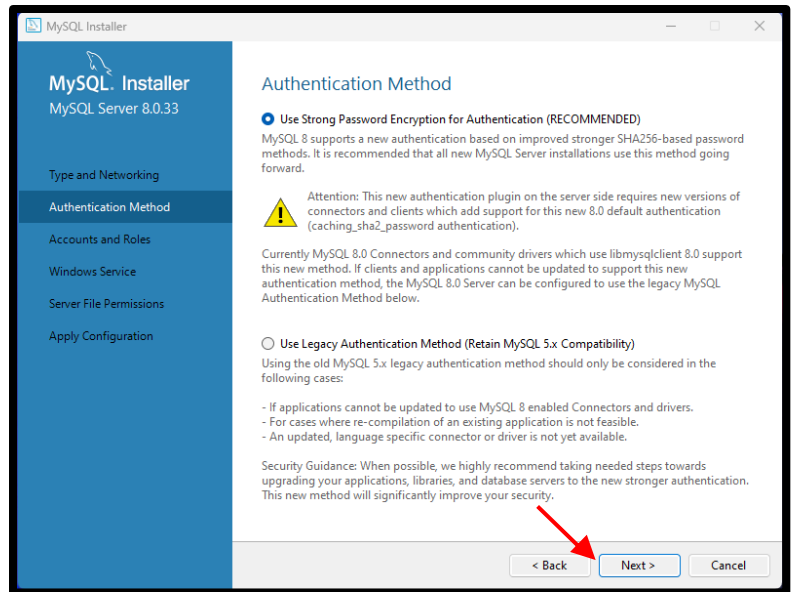 MySQL Installer
MySQL. Installer
MySQL Server 8.0.33
Type and Networking
Authentication Method
Accounts and Roles
Windows Service
Server File Permissions
Apply Configuration
Authentication Method
Use Strong Password Encryption for Authentication (RECOMMENDED)
MySQL 8 supports a new authentication based on improved stronger SHA256-based password
methods. It is recommended that all new MySQL Server installations use this method going
forward.
Attention: This new authentication plugin on the server side requires new versions of
connectors and clients which add support for this new 8.0 default authentication
(caching_sha2_password authentication).
Currently MySQL 8.0 Connectors and community drivers which use libmysqlclient 8.0 support
this new method. If clients and applications cannot be updated to support this new
authentication method, the MySQL 8.0 Server can be configured to use the legacy MySQL
Authentication Method below.
Use Legacy Authentication Method (Retain MySQL 5.x Compatibility)
Using the old MySQL 5.x legacy authentication method should only be considered in the
following cases:
- If applications cannot be updated to use MySQL 8 enabled Connectors and drivers.
- For cases where re-compilation of an existing application is not feasible.
- An updated, language specific connector or driver is not yet available.
Security Guidance: When possible, we highly recommend taking needed steps towards
upgrading your applications, libraries, and database servers to the new stronger authentication.
This new method will significantly improve your security.
< Back
Next >
Cancel